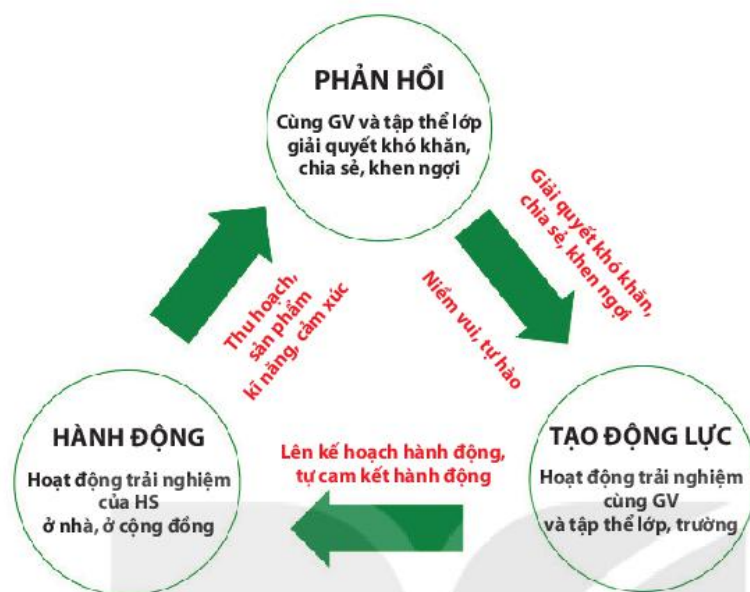 PHẢN HỒI
Cùng GV và tập thể lớp
giải quyết khó khăn,
chia sẻ, khen ngợi
Giải quyết khó khăn,
chia sẻ, khen ngợi
Niềm vui, tự hào
Thu hoạch,
sản phẩm
kĩ năng, cảm xúc
HÀNH ĐỘNG
Hoạt động trải nghiệm
của HS
ở nhà, ở cộng đồng
Lên kế hoạch hành động,
tự cam kết hành động
TẠO ĐỘNG LỰC
Hoạt động trải nghiệm
cùng GV
và tập thể lớp, trường